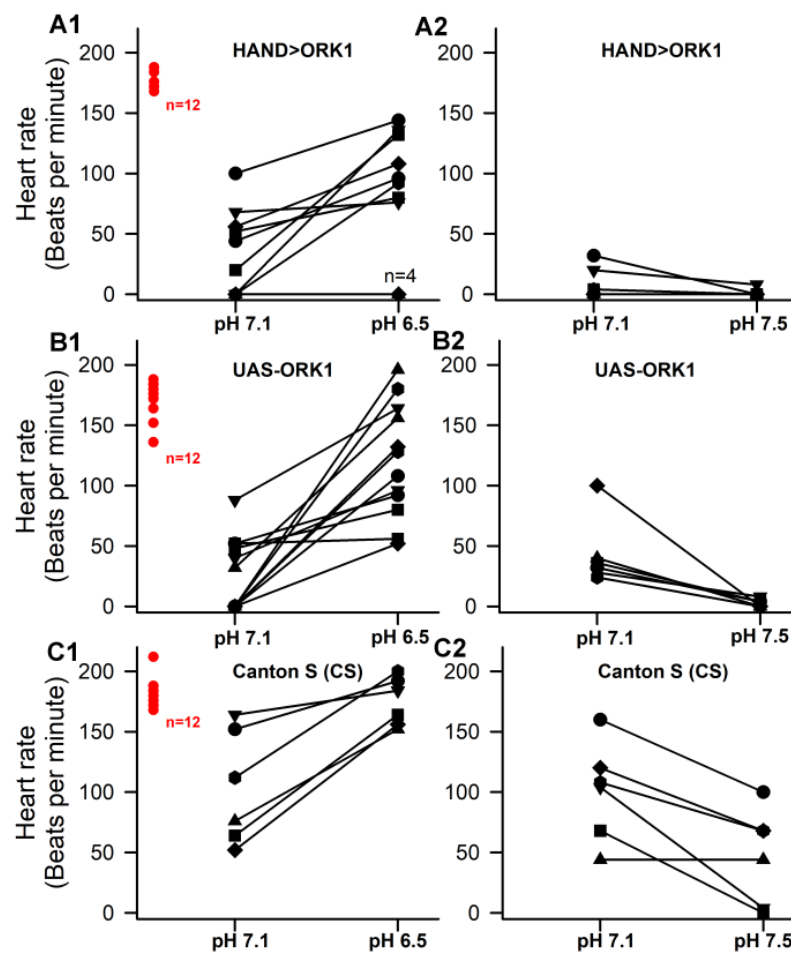 A1
HAND>ORK1
200
150
100
50
0
n=12
n=4
Heart rate
(Beats per minute)
pH 7.1
pH 6.5
A2
HAND>ORK1
200
150
100
50
0
pH 7.1
pH 7.5
B1
UAS-ORK1
200
150
100
50
0
n=12
Heart rate
(Beats per minute)
pH 7.1
pH 6.5
B2
UAS-ORK1
200
150
100
50
0
pH 7.1
pH 7.5
C1
Canton S (CS)
200
150
100
50
0
n=12
Heart rate
(Beats per minute)
pH 7.1
pH 6.5
C2
Canton S (CS)
200
150
100
50
0
pH 7.1
pH 7.5